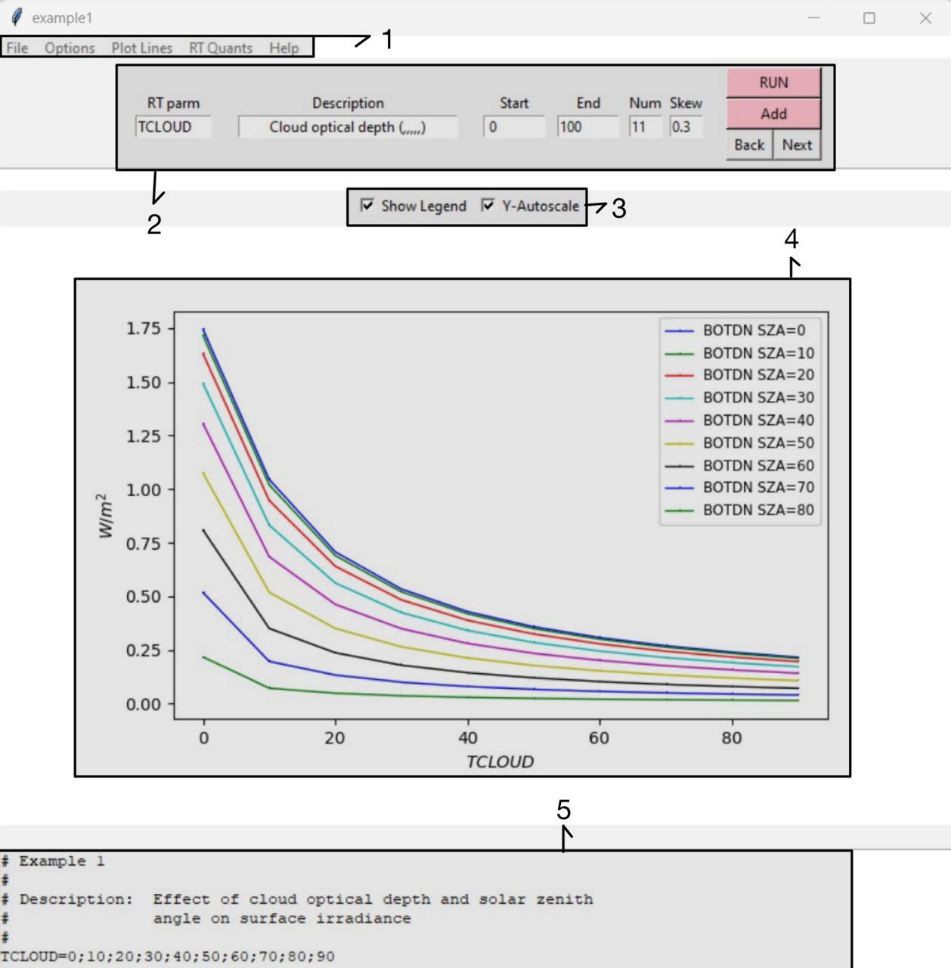 example1
File Options Plot Lines RT Quants Help
1
RT parm Description Start End Num Skew
TCLOUD Cloud optical depth (,,,,,) 0 100 11 0.3
RUN
Add
Back Next
2
Show Legend Y-Autoscale
3
4
1.75
1.50
1.25
1.00
0.75
0.50
0.25
0.00
W/m²
BOTDN SZA=0
BOTDN SZA=10
BOTDN SZA=20
BOTDN SZA=30
BOTDN SZA=40
BOTDN SZA=50
BOTDN SZA=60
BOTDN SZA=70
BOTDN SZA=80
0 20 40 60 80
TCLOUD
5
# Example 1
#
# Description: Effect of cloud optical depth and solar zenith
# angle on surface irradiance
#
TCLOUD=0;10;20;30;40;50;60;70;80;90